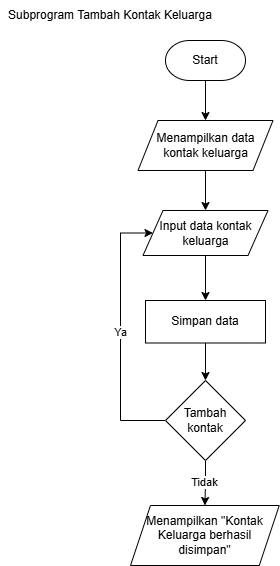 Subprogram Tambah Kontak Keluarga
Start
Menampilkan data
kontak keluarga
Input data kontak
keluarga
Simpan data
Ya
Tambah
kontak
Tidak
Menampilkan "Kontak
Keluarga berhasil
disimpan"